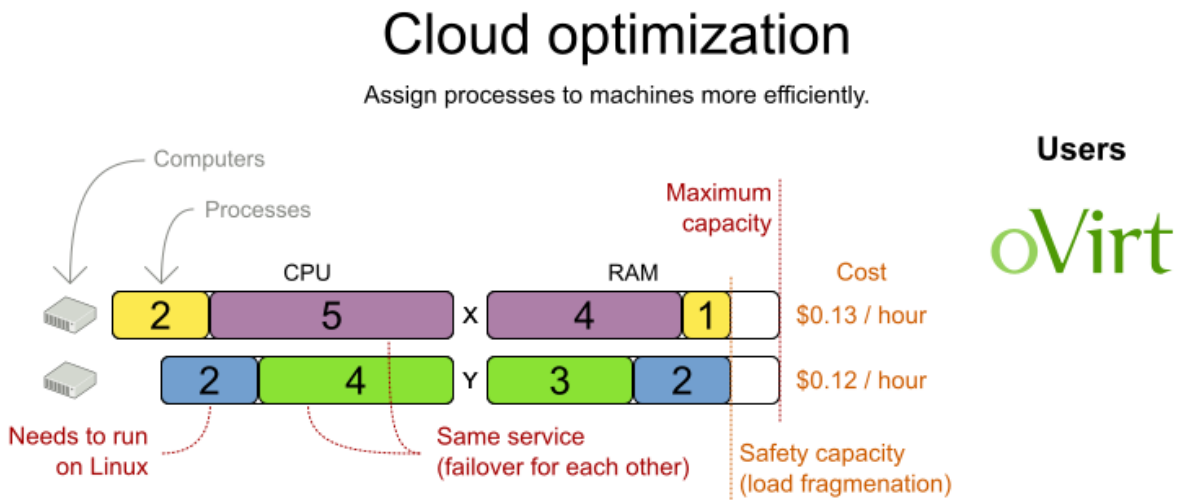 Cloud optimization
Assign processes to machines more efficiently.
Computers
Users
Processes
Maximum
capacity
oVirt
CPU
RAM
Cost
2 5 X 4 1 $0.13 / hour
2 4 Y 3 2 $0.12 / hour
Needs to run
on Linux
Same service
(failover for each other)
Safety capacity
(load fragmenation)